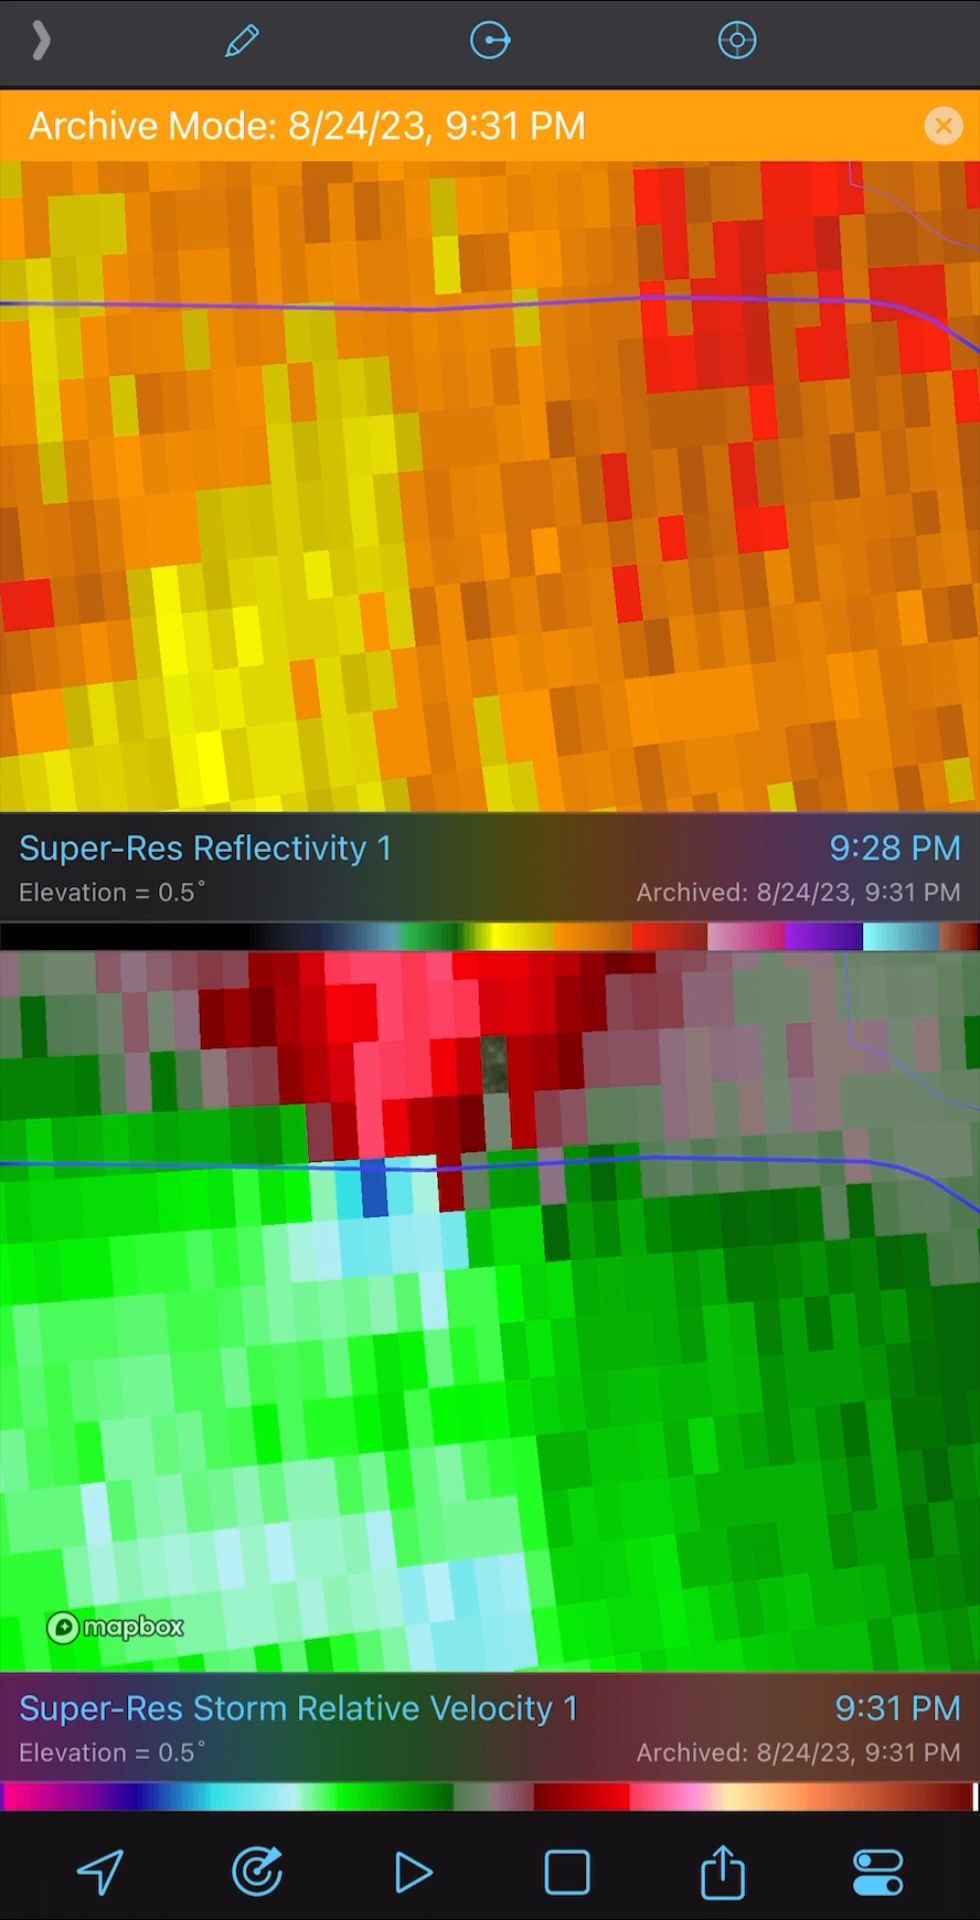 Archive Mode: 8/24/23, 9:31 PM
Super-Res Reflectivity 1 9:28 PM
Elevation = 0.5° Archived: 8/24/23, 9:31 PM
mapbox
Super-Res Storm Relative Velocity 1 9:31 PM
Elevation = 0.5° Archived: 8/24/23, 9:31 PM